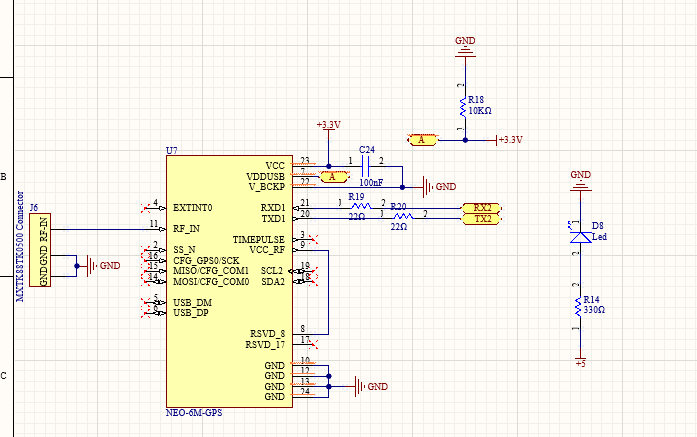 GND
2
R18
10KΩ
1
A
+3.3V
+3.3V
B
U7
C24
VCC 23
1 2
VDDUSB 7
A
V_BCKP 22
100nF
GND
GND
J6
MXTK88TK0500 Connector
RF-IN
GND
GND
GND
4 EXTINT0
RXD1 21
1 R19 2
RX2
22Ω
TXD1 20
1 R20 2
TX2
22Ω
11 RF_IN
TIMEPULSE 3
D8
Led
1
2
2 SS_N
VCC_RF 9
16 CFG_GPS0/SCK
15 MISO/CFG_COM1
SCL2 19
14 MOSI/CFG_COM0
SDA2 18
5 USB_DM
6 USB_DP
2
R14
330Ω
1
RSVD_8 8
RSVD_17 17
+5
C
GND 10
GND 12
GND 13
GND 24
GND
NEO-6M-GPS